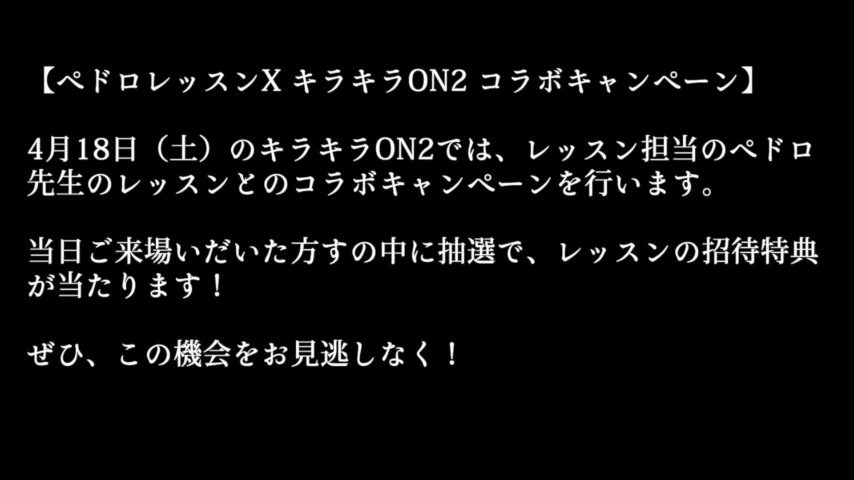 【ペドロレッスンX キラキラON2 コラボキャンペーン】
4月18日（土）のキラキラON2では、レッスン担当のペドロ
先生のレッスンとのコラボキャンペーンを行います。
当日ご来場いだいた方すの中に抽選で、レッスンの招待特典
が当たります！
ぜひ、この機会をお見逃しなく！